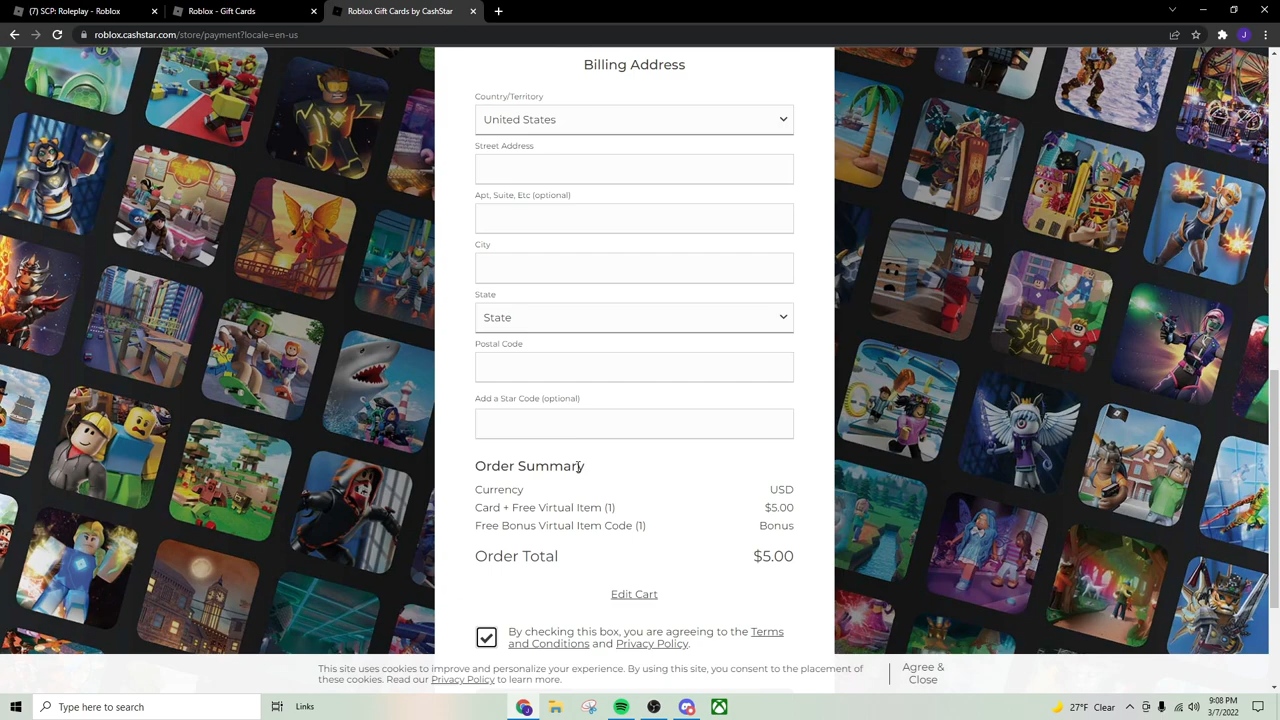 (7) SCP: Roleplay - Roblox
Roblox Gift Cards - Roblox
Roblox Gift Cards by CashStar
roblox.cashstar.com/store/payment?locale=en-us
Billing Address
Country/Territory
United States
Street Address
Apt, Suite, Etc (optional)
City
State
State
Postal Code
Add a Star Code (optional)
Order Summary
Currency USD
Card + Free Virtual Item (1) $5.00
Free Bonus Virtual Item Code (1) Bonus
Order Total $5.00
Edit Cart
By checking this box, you are agreeing to the Terms
and Conditions and Privacy Policy.
This site uses cookies to improve and personalize your experience. By using this site, you consent to the placement of
these cookies. Read our Privacy Policy to learn more.
Agree &
Close
Type here to search
Links
27°F Clear
9:08 PM
3/7/2022